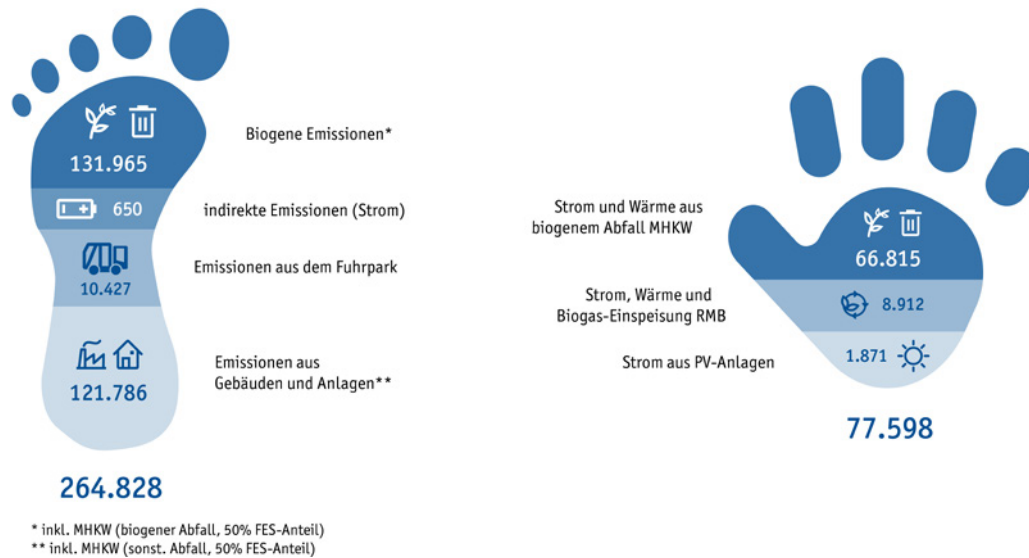 Biogene Emissionen*
131.965
650
indirekte Emissionen (Strom)
Emissionen aus dem Fuhrpark
10.427
Emissionen aus
Gebäuden und Anlagen**
121.786
264.828
* inkl. MHKW (biogener Abfall, 50% FES-Anteil)
** inkl. MHKW (sonst. Abfall, 50% FES-Anteil)
Strom und Wärme aus
biogenem Abfall MHKW
66.815
Strom, Wärme und
Biogas-Einspeisung RMB
8.912
Strom aus PV-Anlagen
1.871
77.598